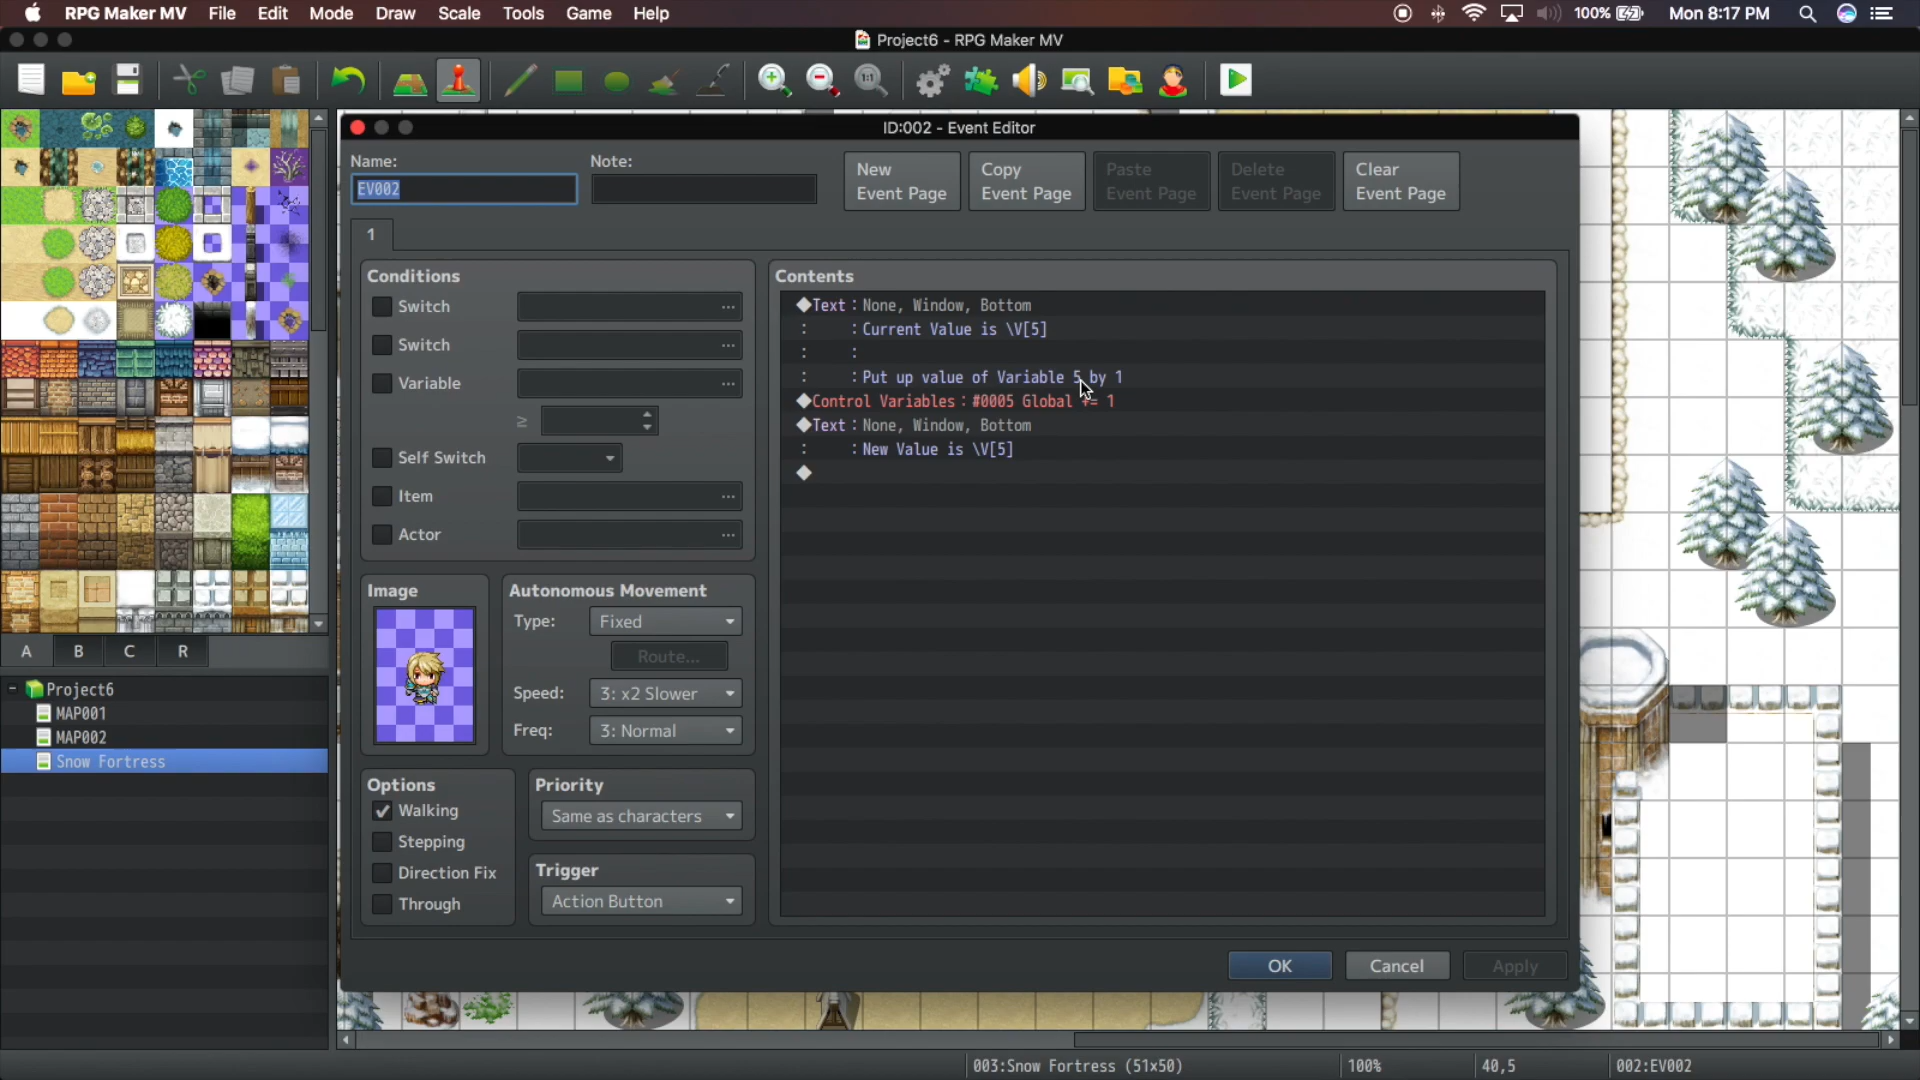 RPG Maker MV File Edit Mode Draw Scale Tools Game Help 100% Mon 8:17 PM
Project6 - RPG Maker MV
1:1
ID:002 - Event Editor
Name: Note:
EV002
New Event Page
Copy Event Page
Paste Event Page
Delete Event Page
Clear Event Page
1
Conditions
Switch ...
Switch ...
Variable ...
≥
Self Switch
Item ...
Actor ...
Image
Autonomous Movement
Type: Fixed
Route...
Speed: 3: x2 Slower
Freq: 3: Normal
Options
Walking
Stepping
Direction Fix
Through
Priority
Same as characters
Trigger
Action Button
Contents
◆Text : None, Window, Bottom
: : Current Value is \V[5]
: :
: : Put up value of Variable 5 by 1
◆Control Variables : #0005 Global += 1
◆Text : None, Window, Bottom
: : New Value is \V[5]
◆
OK Cancel Apply
A B C R
Project6
MAP001
MAP002
Snow Fortress
003:Snow Fortress (51x50) 100% 40,5 002:EV002